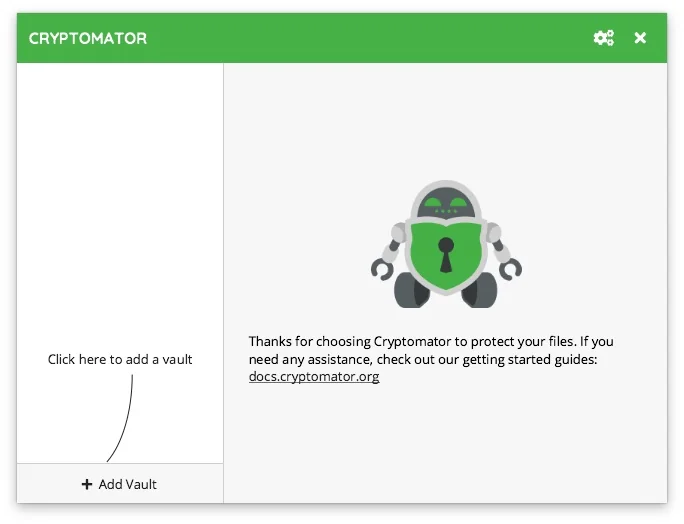 CRYPTOMATOR
Click here to add a vault
Add Vault
Thanks for choosing Cryptomator to protect your files. If you
need any assistance, check out our getting started guides:
docs.cryptomator.org